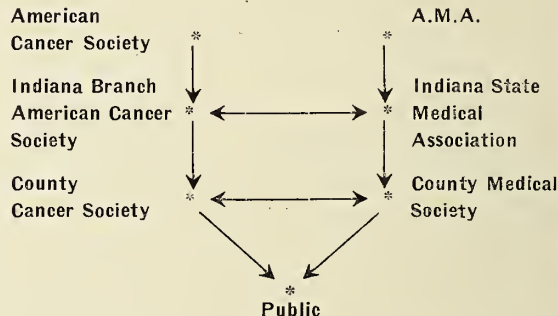 American
Cancer Society
A.M.A.
Indiana Branch
American Cancer
Society
Indiana State
Medical
Association
County
Cancer Society
County Medical
Society
Public